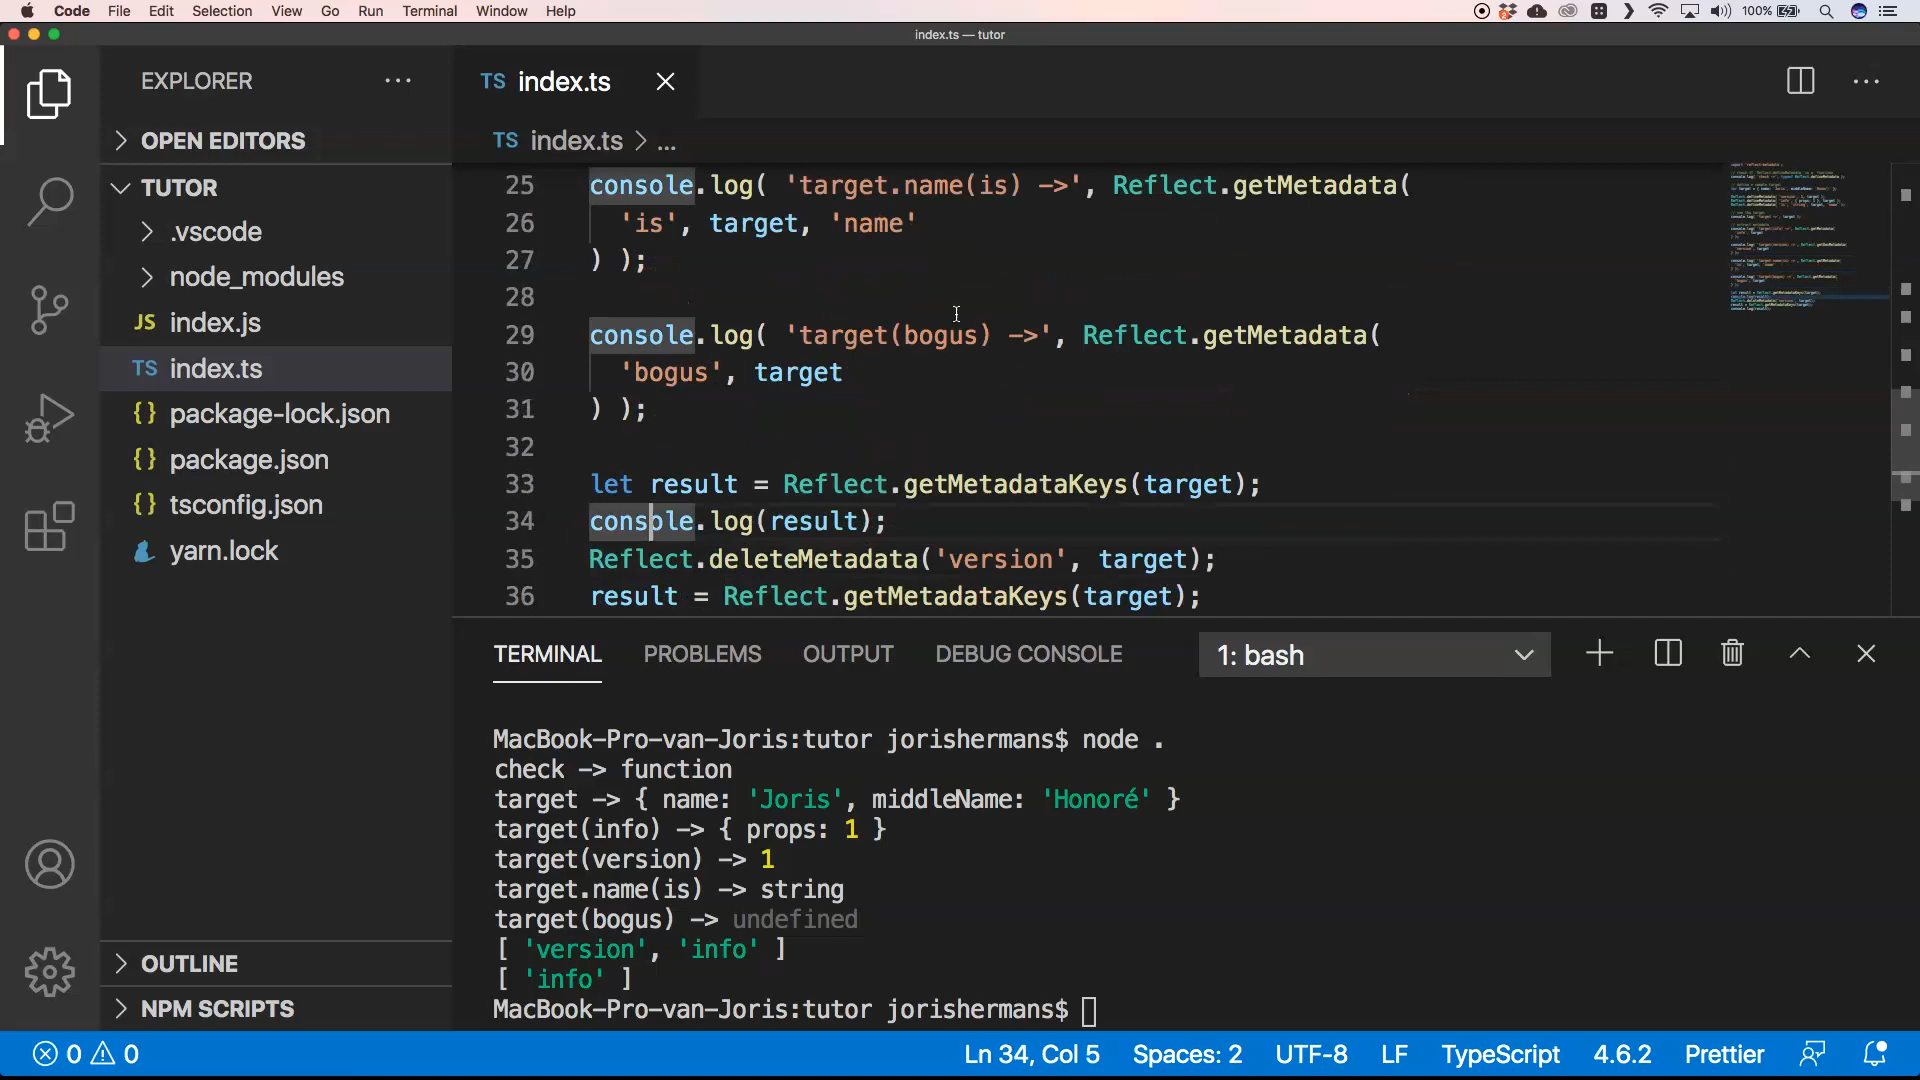 Code File Edit Selection View Go Run Terminal Window Help 100%
index.ts — tutor
EXPLORER ...
TS index.ts
OPEN EDITORS
TS index.ts > ...
TUTOR
.vscode
node_modules
JS index.js
TS index.ts
{} package-lock.json
{} package.json
{} tsconfig.json
yarn.lock
OUTLINE
NPM SCRIPTS
25 console.log( 'target.name(is) ->', Reflect.getMetadata(
26 'is', target, 'name'
27 ) );
28
29 console.log( 'target(bogus) ->', Reflect.getMetadata(
30 'bogus', target
31 ) );
32
33 let result = Reflect.getMetadataKeys(target);
34 console.log(result);
35 Reflect.deleteMetadata('version', target);
36 result = Reflect.getMetadataKeys(target);
TERMINAL PROBLEMS OUTPUT DEBUG CONSOLE 1: bash
MacBook-Pro-van-Joris:tutor jorishermans$ node .
check -> function
target -> { name: 'Joris', middleName: 'Honoré' }
target(info) -> { props: 1 }
target(version) -> 1
target.name(is) -> string
target(bogus) -> undefined
[ 'version', 'info' ]
[ 'info' ]
MacBook-Pro-van-Joris:tutor jorishermans$
0 0 Ln 34, Col 5 Spaces: 2 UTF-8 LF TypeScript 4.6.2 Prettier